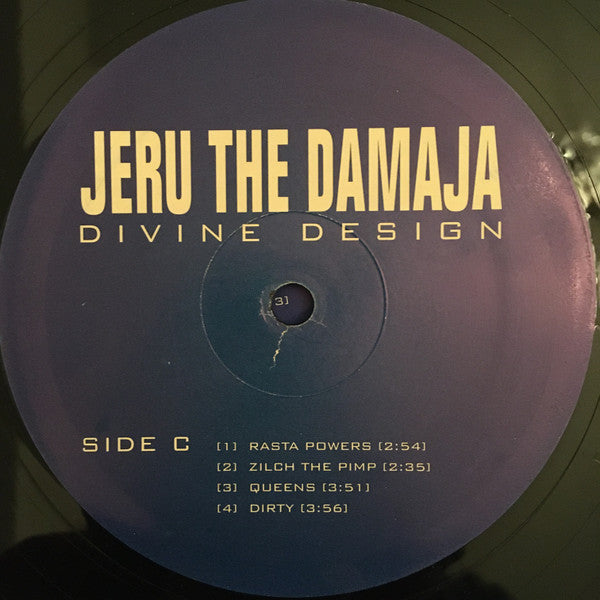 JERU THE DAMAJA
DIVINE DESIGN
3]
SIDE C
[1] RASTA POWERS [2:54]
[2] ZILCH THE PIMP [2:35]
[3] QUEENS [3:51]
[4] DIRTY [3:56]